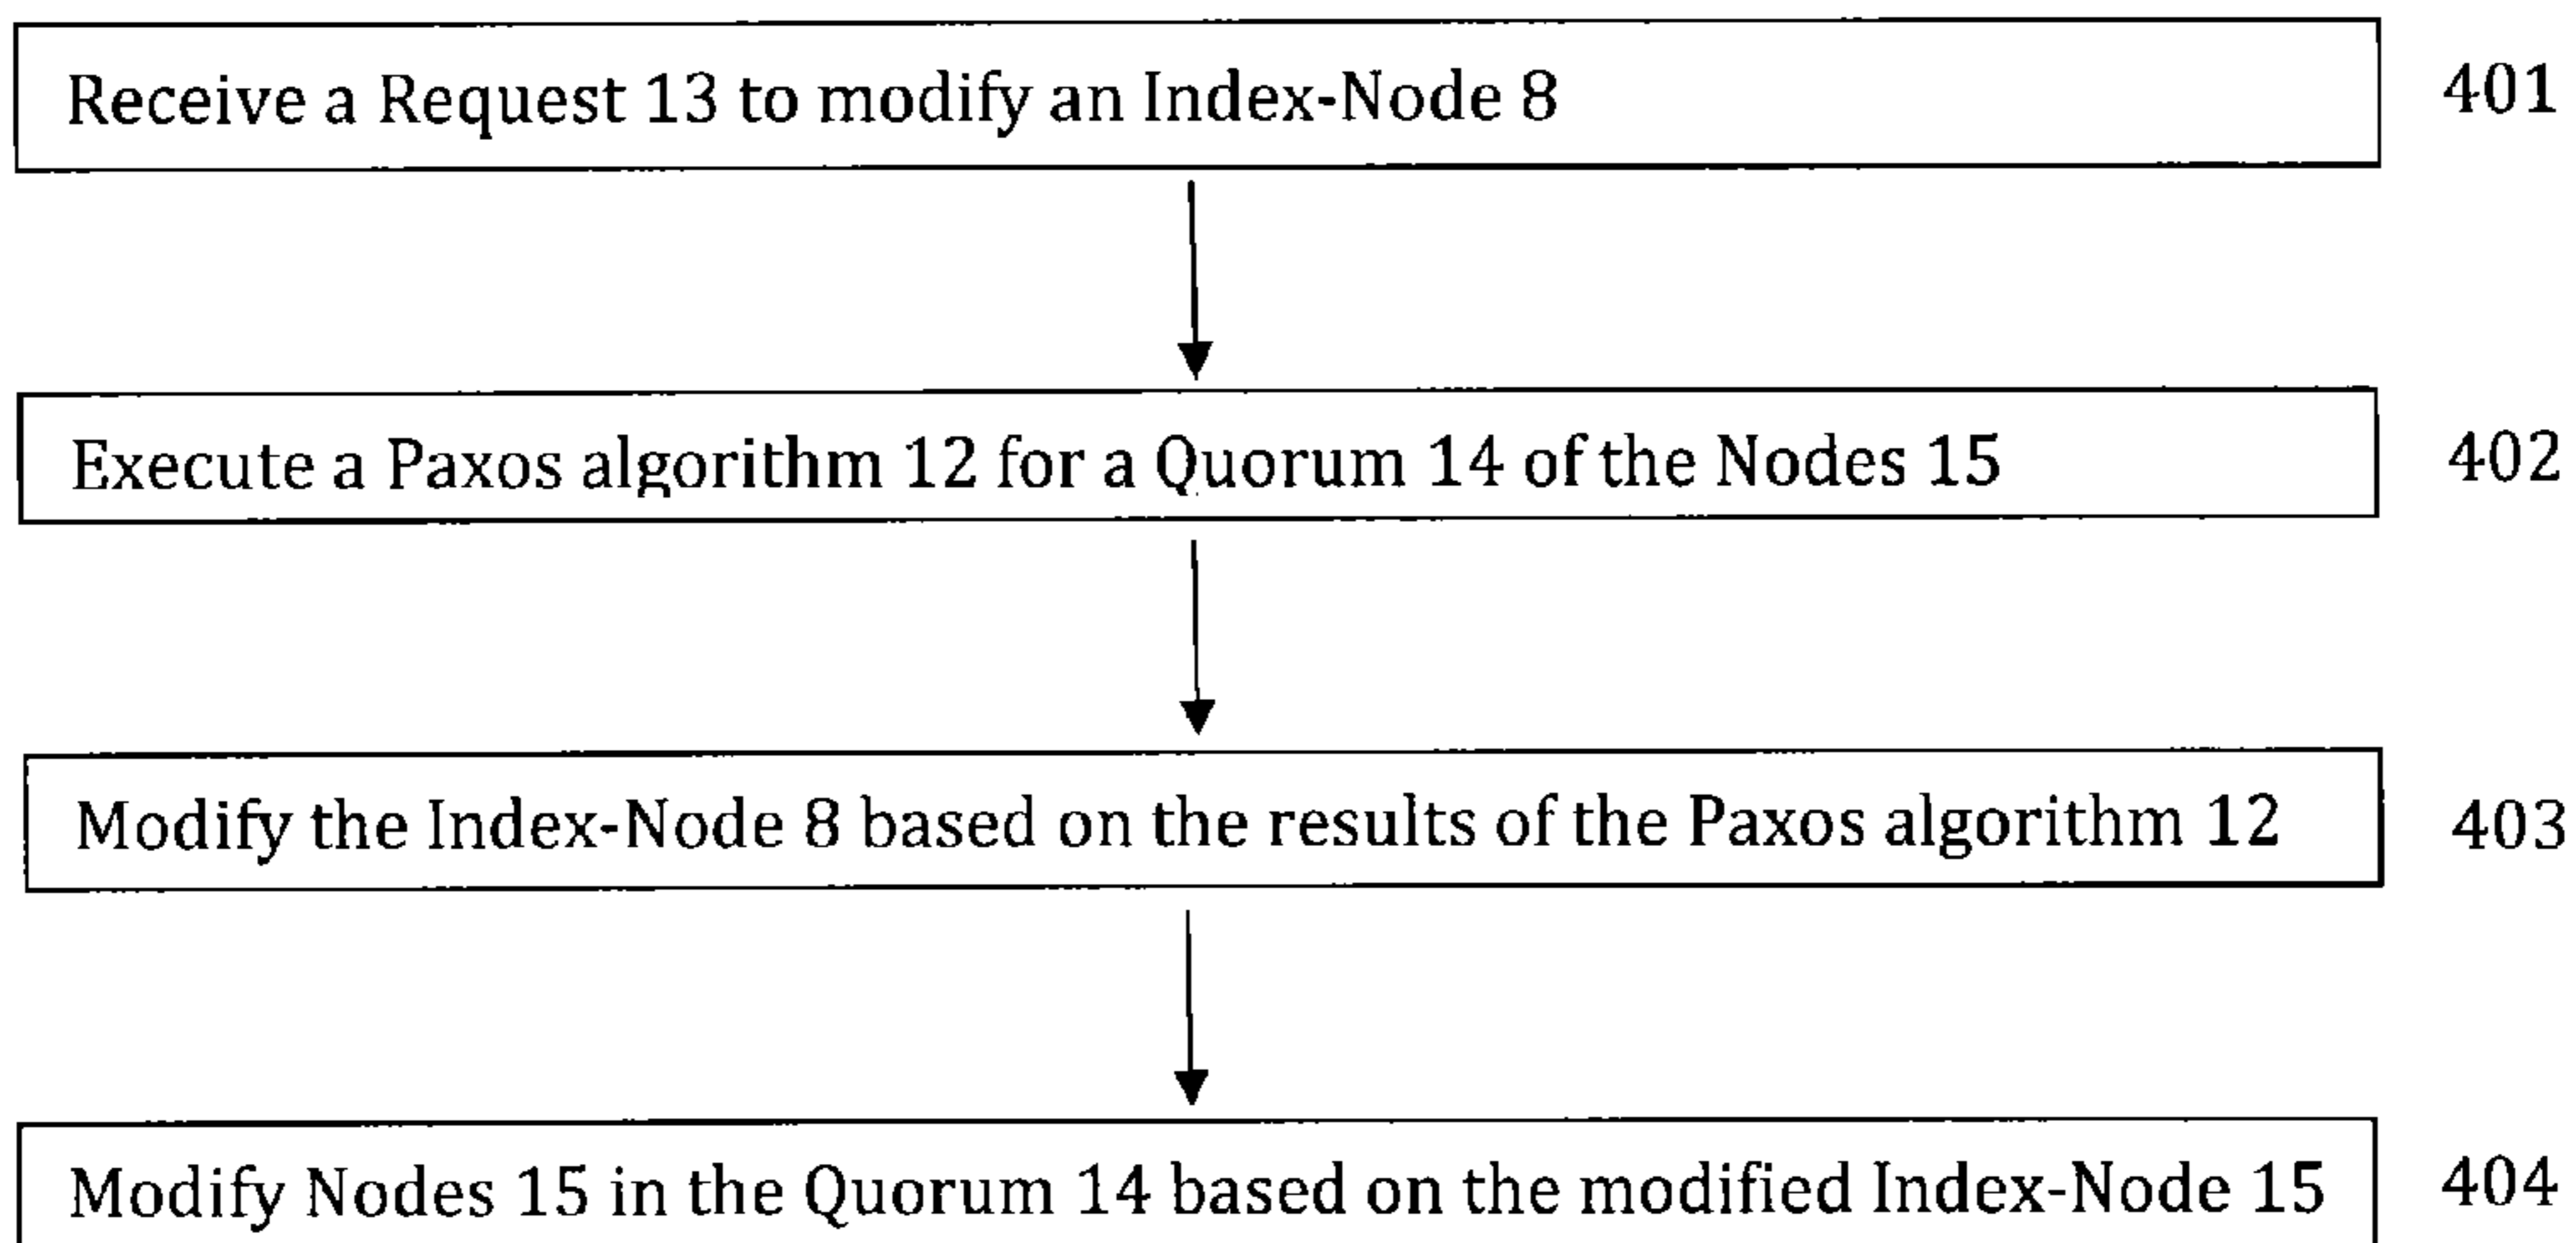 Receive a Request 13 to modify an Index-Node 8 401
Execute a Paxos algorithm 12 for a Quorum 14 of the Nodes 15 402
Modify the Index-Node 8 based on the results of the Paxos algorithm 12 403
Modify Nodes 15 in the Quorum 14 based on the modified Index-Node 15 404